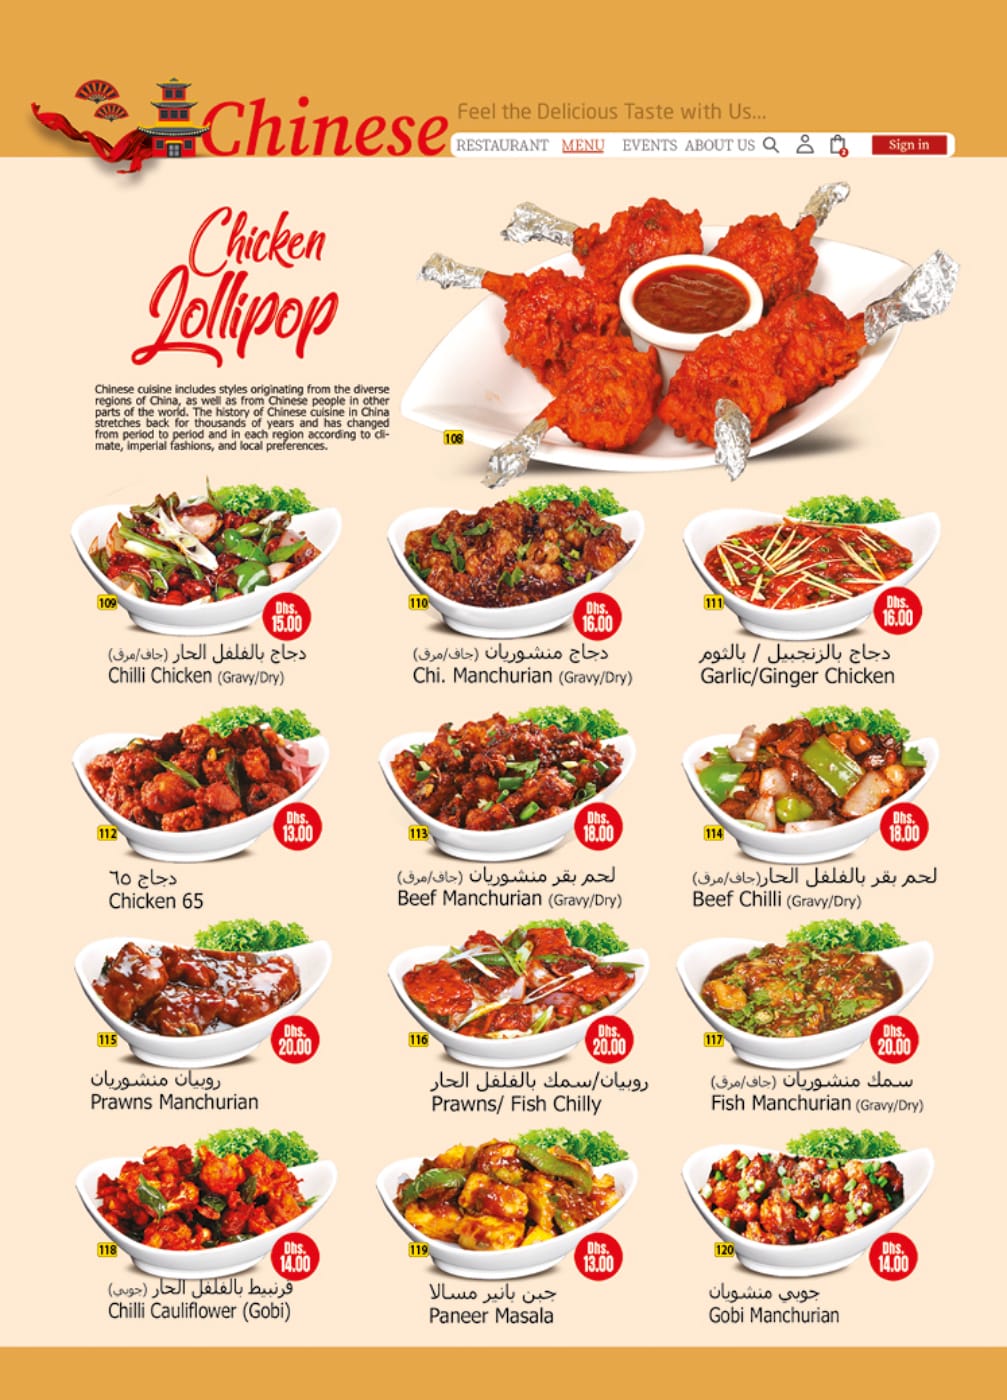 Chinese
Feel the Delicious Taste with Us...
RESTAURANT MENU EVENTS ABOUT US 2 Sign in
Chicken
Lollipop
Chinese cuisine includes styles originating from the diverse
regions of China, as well as from Chinese people in other
parts of the world. The history of Chinese cuisine in China
stretches back for thousands of years and has changed
from period to period and in each region according to cli-
mate, imperial fashions, and local preferences.
108
109
Dhs.
15.00
دجاج بالفلفل الحار (جاف/مرق)
Chilli Chicken (Gravy/Dry)
110
Dhs.
16.00
دجاج منشوريان (جاف/مرق)
Chi. Manchurian (Gravy/Dry)
111
Dhs.
16.00
دجاج بالزنجبيل / بالثوم
Garlic/Ginger Chicken
112
Dhs.
13.00
دجاج ٦٥
Chicken 65
113
Dhs.
18.00
لحم بقر منشوريان (جاف/مرق)
Beef Manchurian (Gravy/Dry)
114
Dhs.
18.00
لحم بقر بالفلفل الحار(جاف/مرق)
Beef Chilli (Gravy/Dry)
115
Dhs.
20.00
روبيان منشوريان
Prawns Manchurian
116
Dhs.
20.00
روبيان/سمك بالفلفل الحار
Prawns/ Fish Chilly
117
Dhs.
20.00
سمك منشوريان (جاف/مرق)
Fish Manchurian (Gravy/Dry)
118
Dhs.
14.00
قرنبيط بالفلفل الحار (جوبي)
Chilli Cauliflower (Gobi)
119
Dhs.
13.00
جبن بانير مسالا
Paneer Masala
120
Dhs.
14.00
جوبي منشويان
Gobi Manchurian